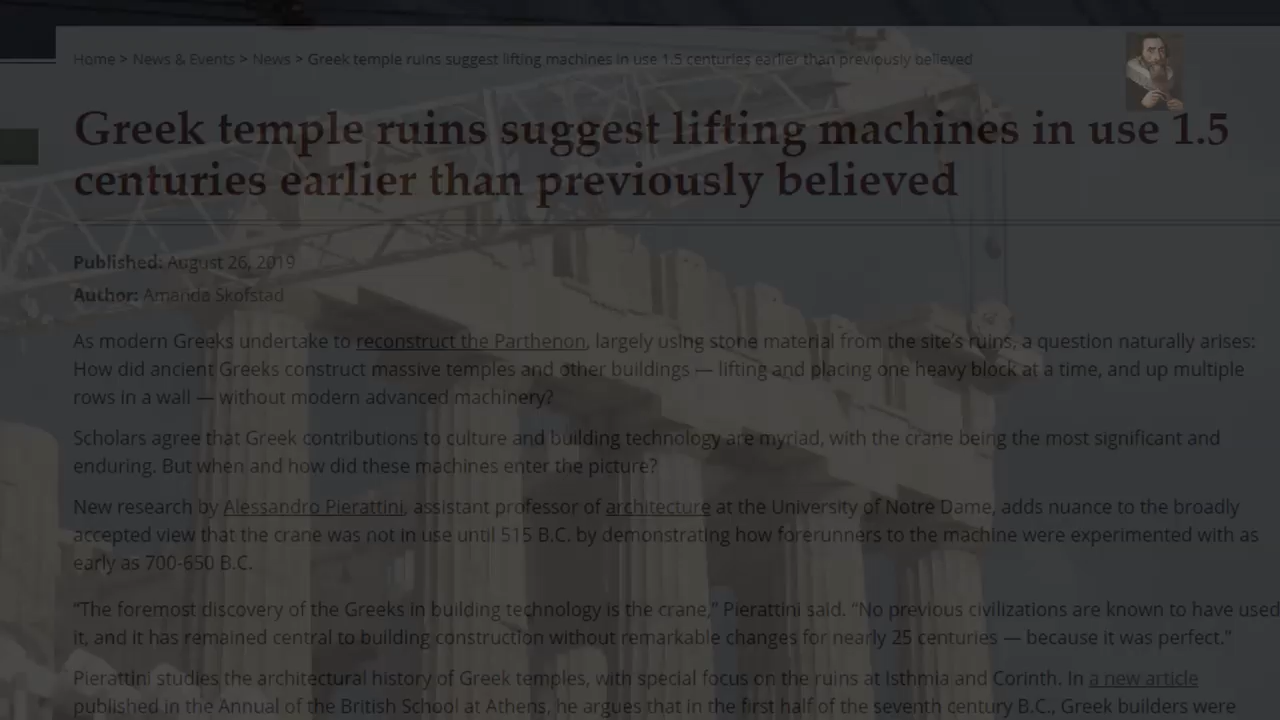 Home > News & Events > News > Greek temple ruins suggest lifting machines in use 1.5 centuries earlier than previously believed
Greek temple ruins suggest lifting machines in use 1.5
centuries earlier than previously believed
Published: August 26, 2019
Author: Amanda Skofstad
As modern Greeks undertake to reconstruct the Parthenon, largely using stone material from the site's ruins, a question naturally arises:
How did ancient Greeks construct massive temples and other buildings — lifting and placing one heavy block at a time, and up multiple
rows in a wall — without modern advanced machinery?
Scholars agree that Greek contributions to culture and building technology are myriad, with the crane being the most significant and
enduring. But when and how did these machines enter the picture?
New research by Alessandro Pierattini, assistant professor of architecture at the University of Notre Dame, adds nuance to the broadly
accepted view that the crane was not in use until 515 B.C. by demonstrating how forerunners to the machine were experimented with as
early as 700-650 B.C.
“The foremost discovery of the Greeks in building technology is the crane,” Pierattini said. “No previous civilizations are known to have used
it, and it has remained central to building construction without remarkable changes for nearly 25 centuries — because it was perfect.”
Pierattini studies the architectural history of Greek temples, with special focus on the ruins at Isthmia and Corinth. In a new article
published in the Annual of the British School at Athens, he argues that in the first half of the seventh century B.C., Greek builders were